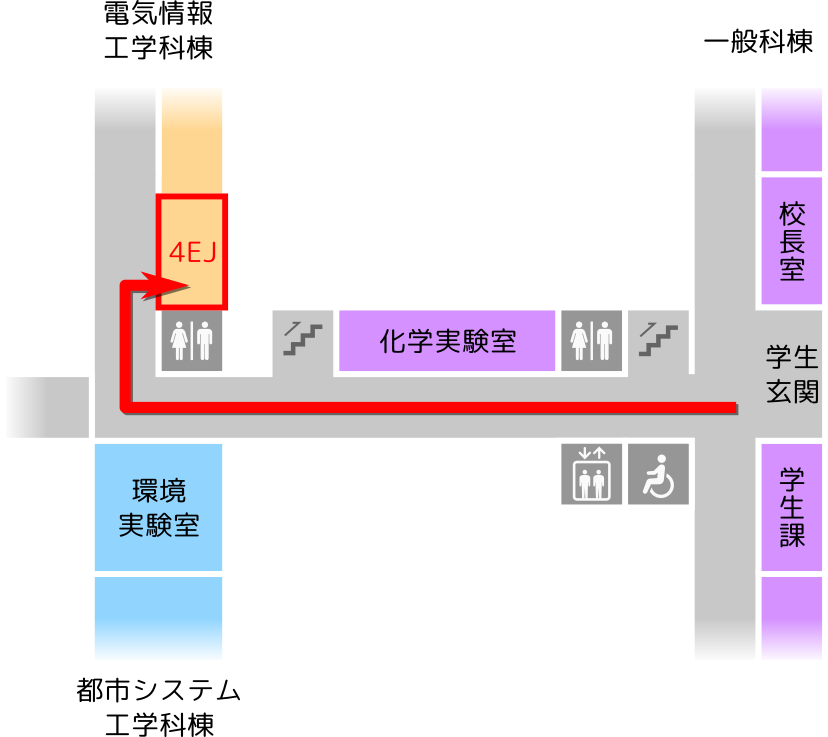 電気情報
工学科棟
一般科棟
校長室
4EJ
化学実験室
学生
玄関
環境
実験室
学生課
都市システム
工学科棟